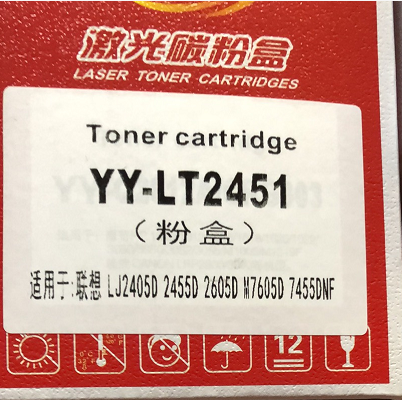 激光碳粉盒
LASER TONER CARTRIDGES
Toner cartridge
YY-LT2451
（粉盒）
适用于:联想 LJ2405D 2455D 2605D M7605D 7455DNF
12